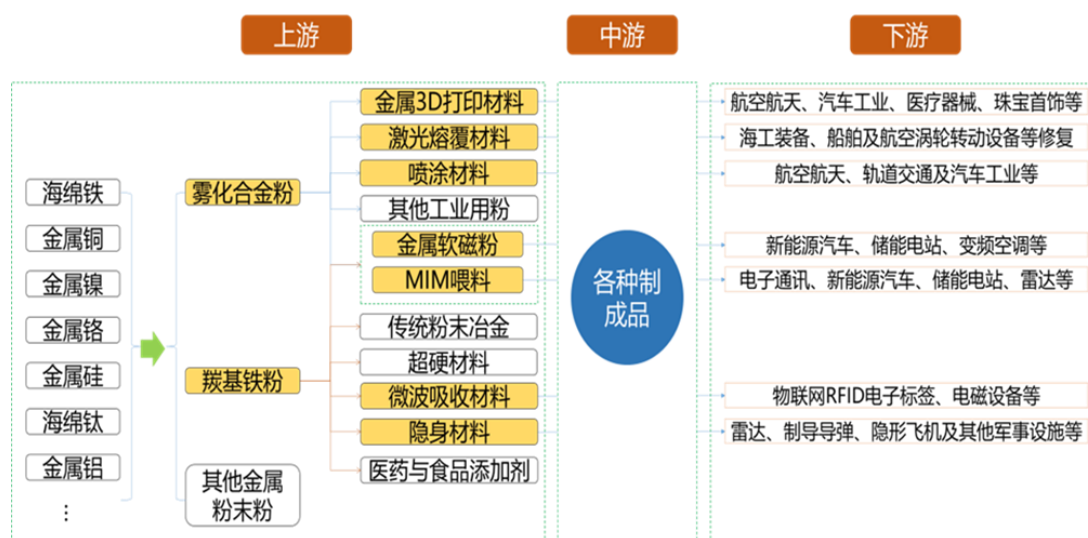 上游
中游
下游
海绵铁
金属铜
金属镍
金属铬
金属硅
海绵钛
金属铝
⋮
雾化合金粉
羰基铁粉
其他金属
粉末粉
金属3D打印材料
激光熔覆材料
喷涂材料
其他工业用粉
金属软磁粉
MIM喂料
传统粉末冶金
超硬材料
微波吸收材料
隐身材料
医药与食品添加剂
各种制
成品
航空航天、汽车工业、医疗器械、珠宝首饰等
海工装备、船舶及航空涡轮转动设备等修复
航空航天、轨道交通及汽车工业等
新能源汽车、储能电站、变频空调等
电子通讯、新能源汽车、储能电站、雷达等
物联网RFID电子标签、电磁设备等
雷达、制导导弹、隐形飞机及其他军事设施等